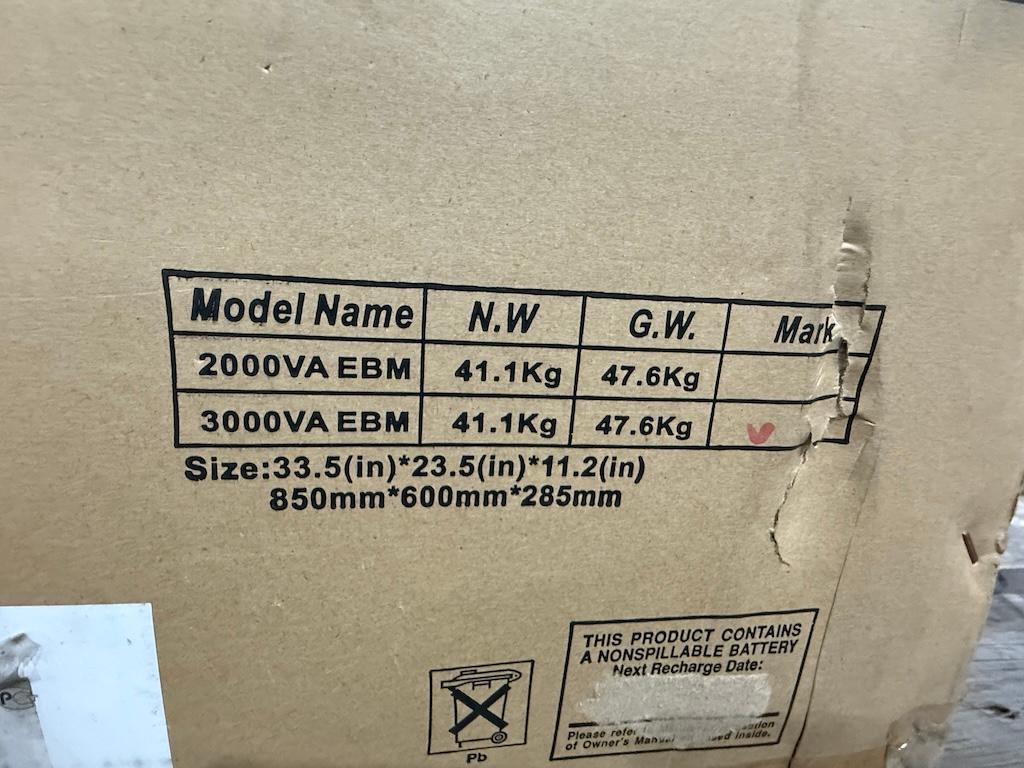 Model Name N.W G.W. Mark
2000VA EBM 41.1Kg 47.6Kg
3000VA EBM 41.1Kg 47.6Kg
Size:33.5(in)*23.5(in)*11.2(in)
850mm*600mm*285mm
THIS PRODUCT CONTAINS
A NONSPILLABLE BATTERY
Next Recharge Date:
Please
of Owner's inside.
Pb